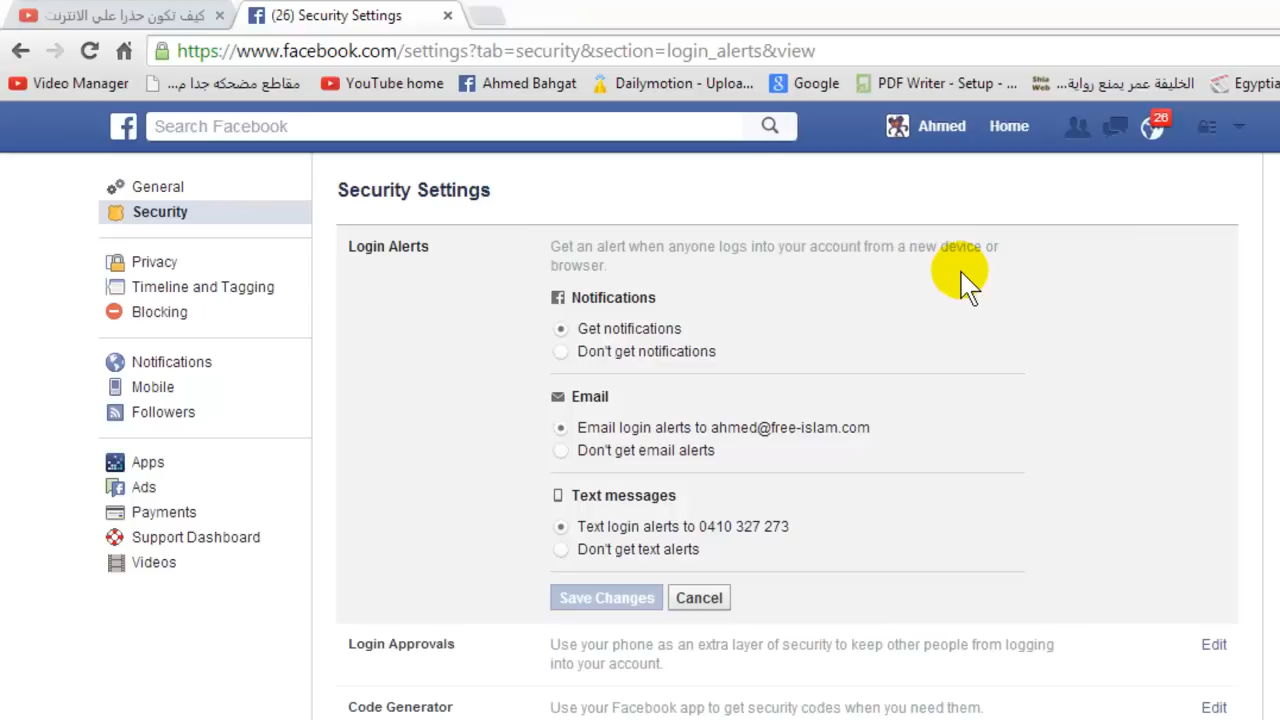 كيف تكون حذرا علي الانترنت
(26) Security Settings
https://www.facebook.com/settings?tab=security&section=login_alerts&view
Video Manager
مقاطع مضحكه جدا م...
YouTube home
Ahmed Bahgat
Dailymotion - Uploa...
Google
PDF Writer - Setup - ...
الخليفة عمر يمنع رواية...
Egyptia
Search Facebook
Ahmed
Home
26
General
Security
Privacy
Timeline and Tagging
Blocking
Notifications
Mobile
Followers
Apps
Ads
Payments
Support Dashboard
Videos
Security Settings
Login Alerts
Get an alert when anyone logs into your account from a new device or
browser.
Notifications
Get notifications
Don't get notifications
Email
Email login alerts to ahmed@free-islam.com
Don't get email alerts
Text messages
Text login alerts to 0410 327 273
Don't get text alerts
Save Changes
Cancel
Login Approvals
Use your phone as an extra layer of security to keep other people from logging
into your account.
Edit
Code Generator
Use your Facebook app to get security codes when you need them.
Edit